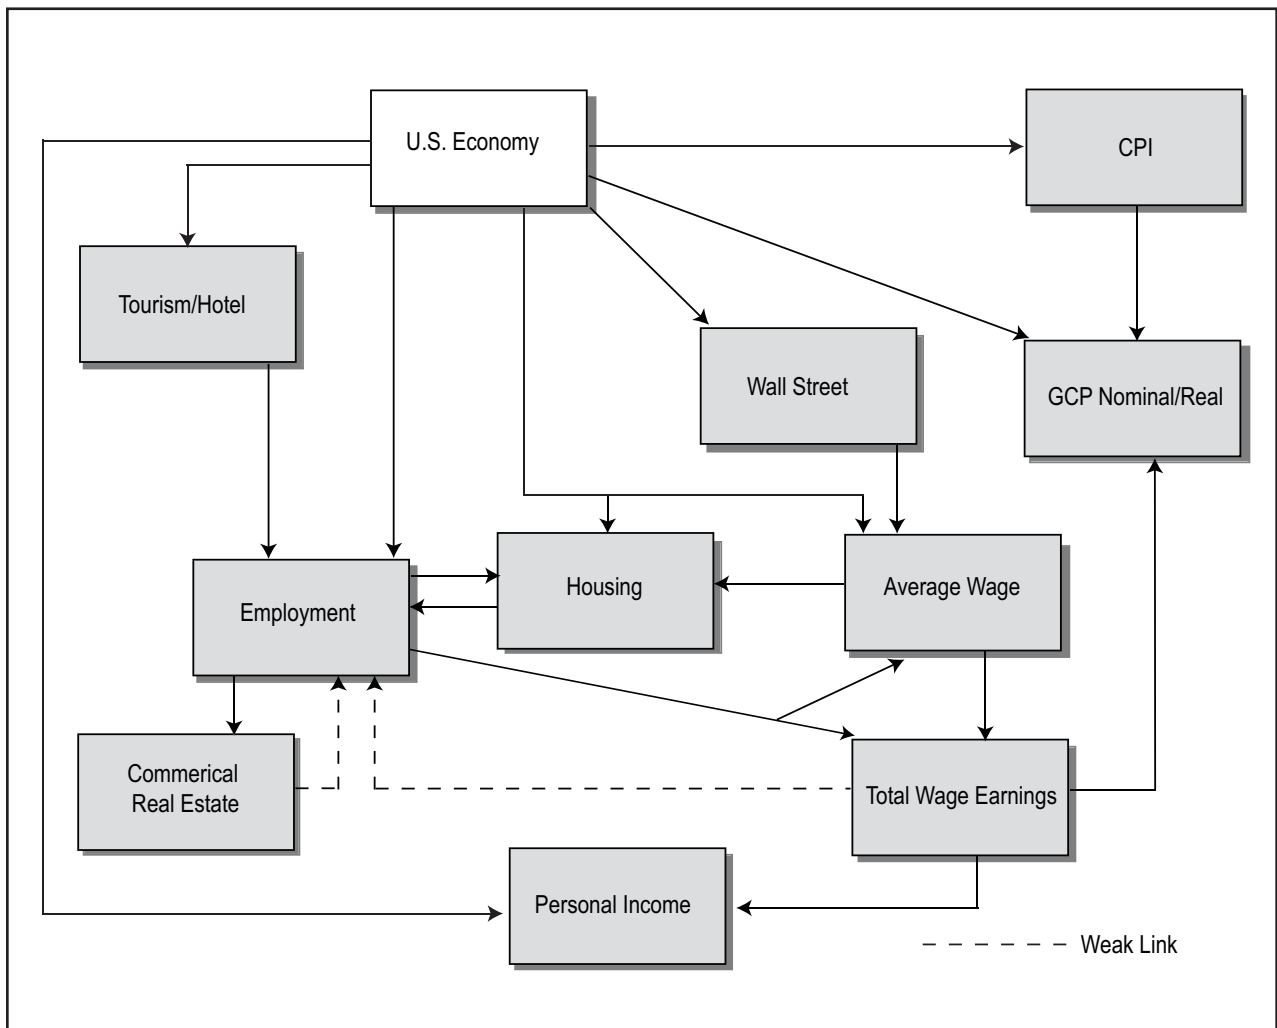 U.S. Economy
CPI
Tourism/Hotel
Wall Street
GCP Nominal/Real
Employment
Housing
Average Wage
Commerical
Real Estate
Total Wage Earnings
Personal Income
Weak Link